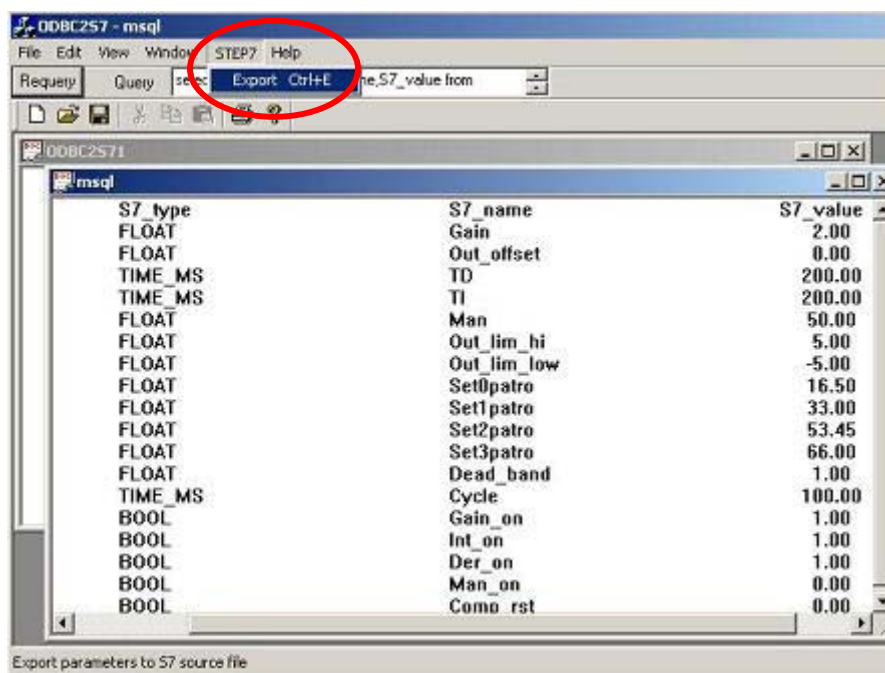 ODBC2S7 - msql
File Edit View Window STEP7 Help
Requery Query selec Export Ctrl+E ne,S7_value from
ODBC2S71
msql
S7_type S7_name S7_value
FLOAT Gain 2.00
FLOAT Out_offset 0.00
TIME_MS TD 200.00
TIME_MS TI 200.00
FLOAT Man 50.00
FLOAT Out_lim_hi 5.00
FLOAT Out_lim_low -5.00
FLOAT Set0patro 16.50
FLOAT Set1patro 33.00
FLOAT Set2patro 53.45
FLOAT Set3patro 66.00
FLOAT Dead_band 1.00
TIME_MS Cycle 100.00
BOOL Gain_on 1.00
BOOL Int_on 1.00
BOOL Der_on 1.00
BOOL Man_on 0.00
BOOL Comp_rst 0.00
Export parameters to S7 source file